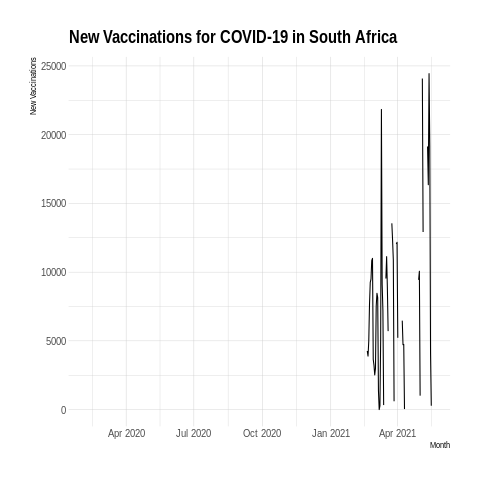 New Vaccinations for COVID-19 in South Africa
New Vaccinations
25000
20000
15000
10000
5000
0
Apr 2020 Jul 2020 Oct 2020 Jan 2021 Apr 2021
Month